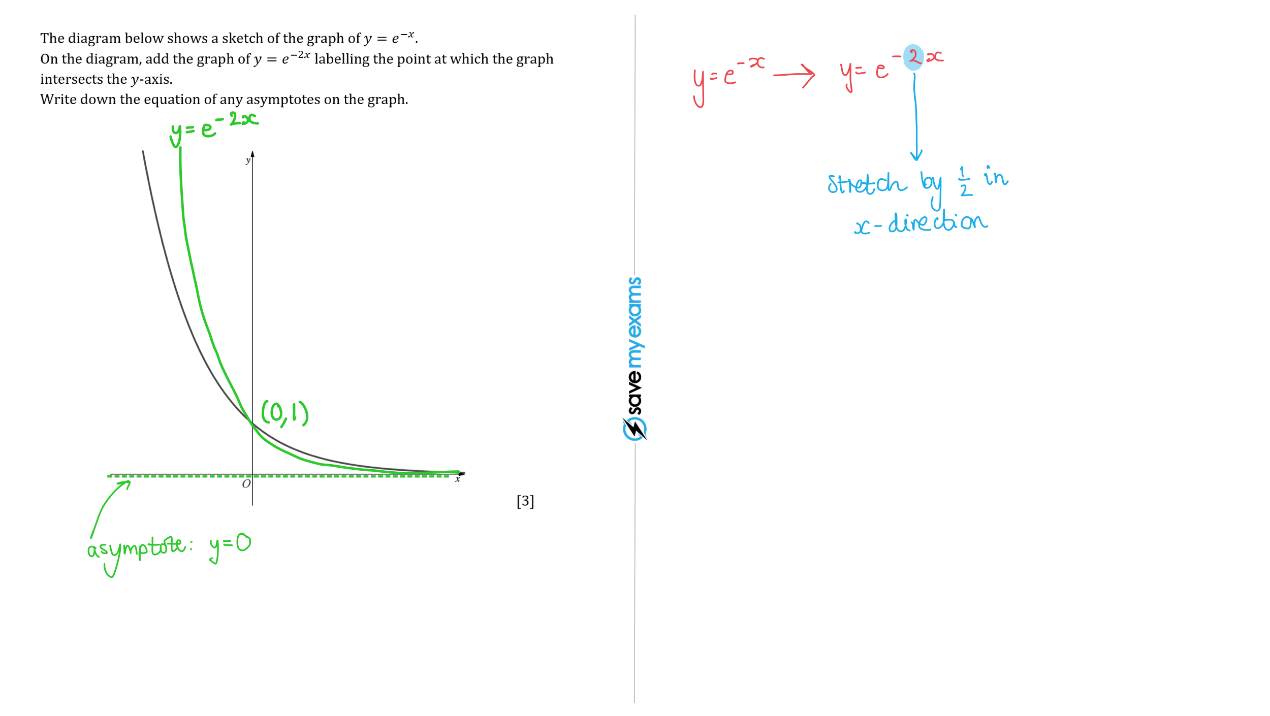 The diagram below shows a sketch of the graph of y = e⁻ˣ.
On the diagram, add the graph of y = e⁻²ˣ labelling the point at which the graph
intersects the y-axis.
Write down the equation of any asymptotes on the graph.
y = e⁻²ˣ
y
(0,1)
O
x
[3]
asymptote: y=0
save my exams
y = e⁻ˣ → y = e⁻²ˣ
stretch by 1/2 in
x-direction